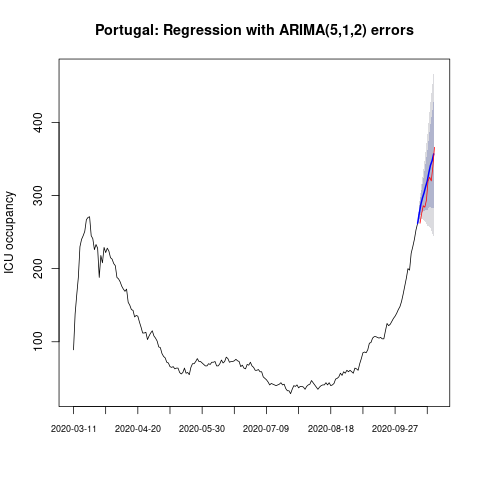 Portugal: Regression with ARIMA(5,1,2) errors
ICU occupancy
400
300
200
100
2020-03-11 2020-04-20 2020-05-30 2020-07-09 2020-08-18 2020-09-27